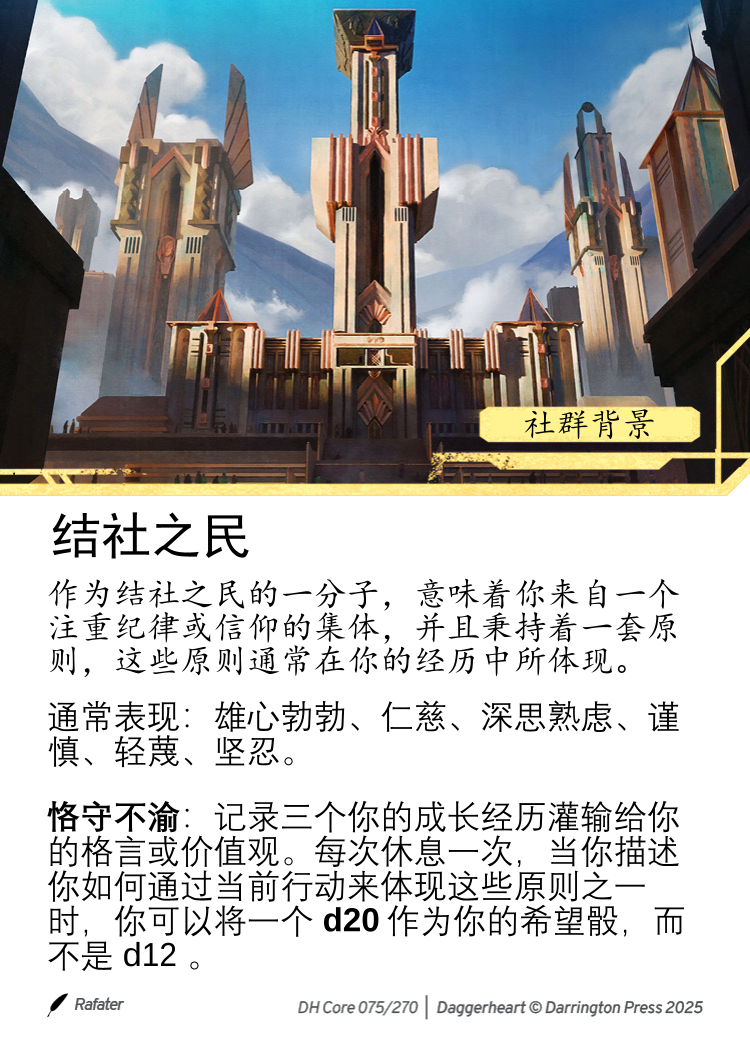 社群背景
结社之民
作为结社之民的一分子，意味着你来自一个
注重纪律或信仰的集体，并且秉持着一套原
则，这些原则通常在你的经历中所体现。
通常表现：雄心勃勃、仁慈、深思熟虑、谨
慎、轻蔑、坚忍。
恪守不渝：记录三个你的成长经历灌输给你
的格言或价值观。每次休息一次，当你描述
你如何通过当前行动来体现这些原则之一
时，你可以将一个 d20 作为你的希望骰，而
不是 d12 。
Rafater
DH Core 075/270 | Daggerheart © Darrington Press 2025